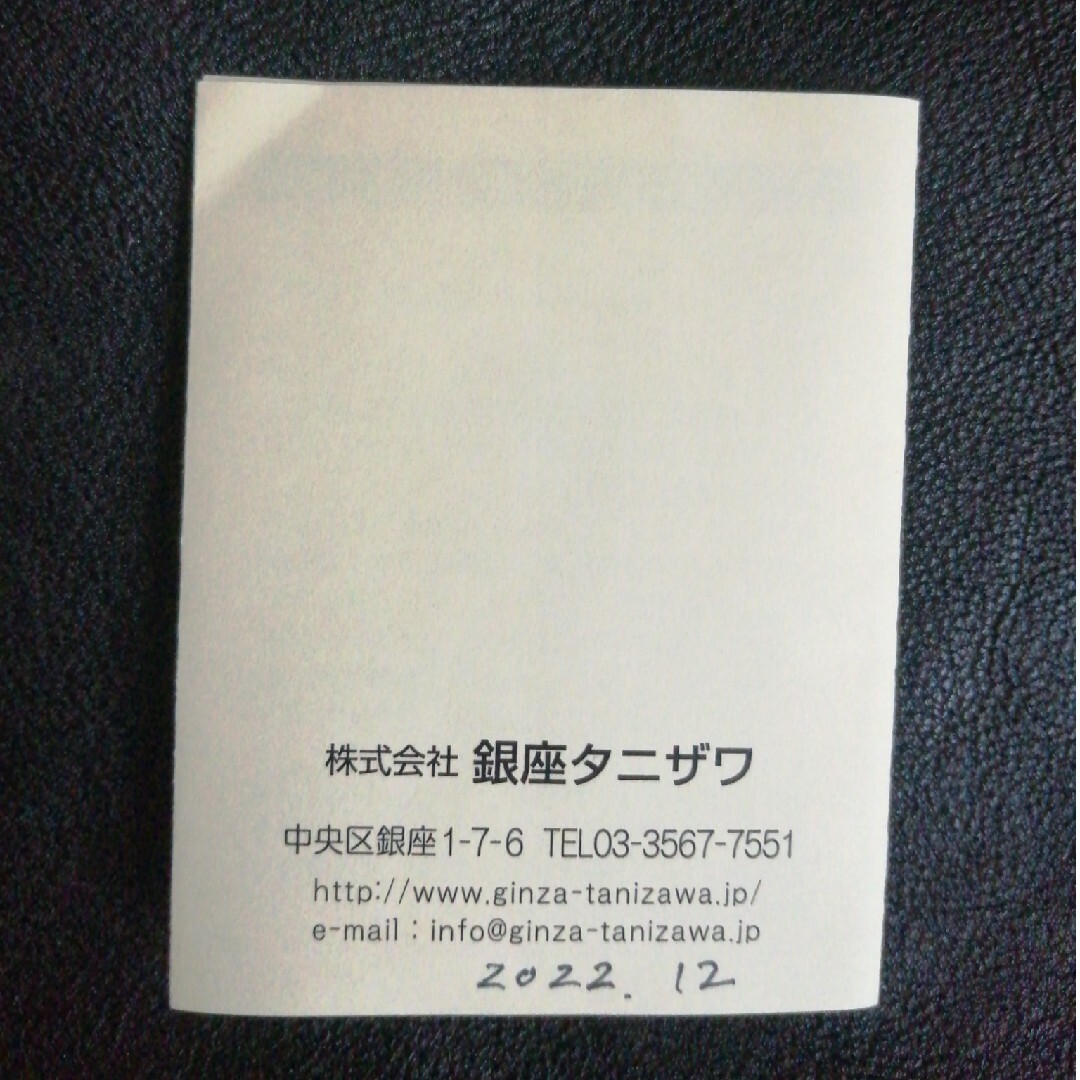 株式会社 銀座タニザワ
中央区銀座1-7-6 TEL03-3567-7551
http://www.ginza-tanizawa.jp/
e-mail：info@ginza-tanizawa.jp
2022.12